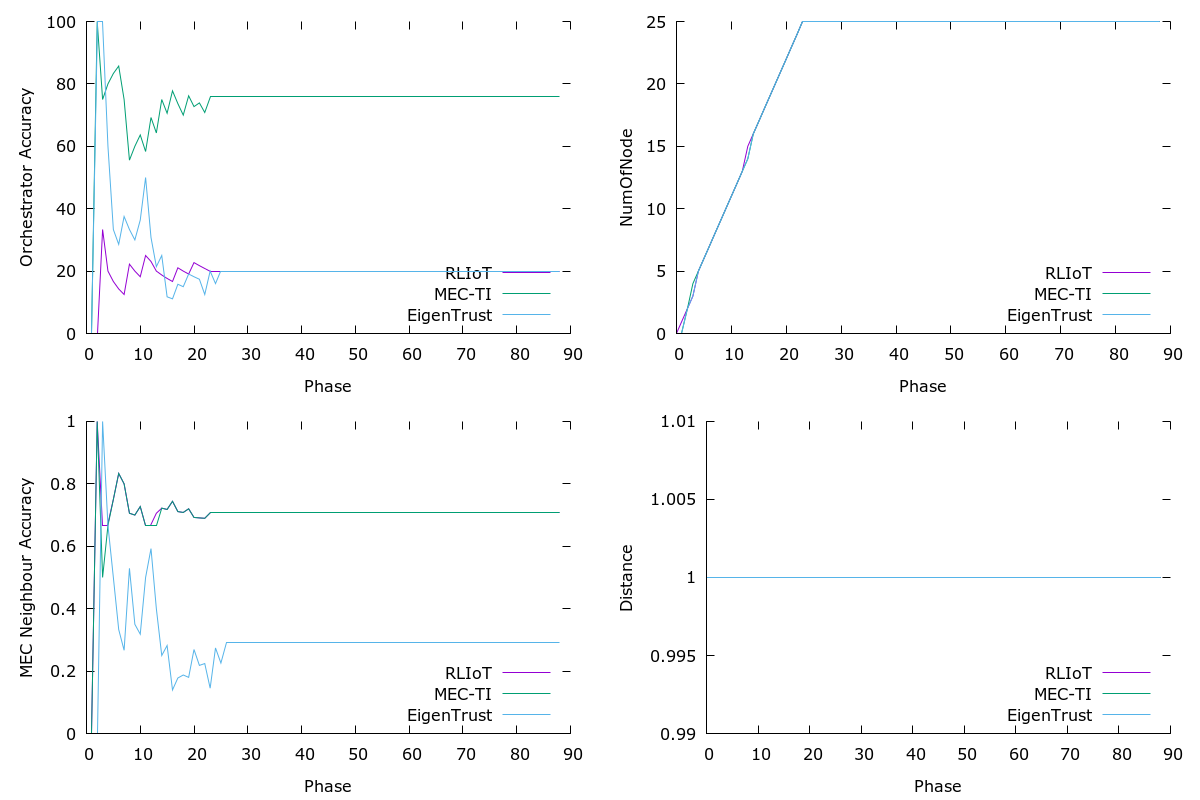 100
80
60
40
20
0
Orchestrator Accuracy
RLIoT
MEC-TI
EigenTrust
0 10 20 30 40 50 60 70 80 90
Phase
25
20
15
10
5
0
NumOfNode
RLIoT
MEC-TI
EigenTrust
0 10 20 30 40 50 60 70 80 90
Phase
1
0.8
0.6
0.4
0.2
0
MEC Neighbour Accuracy
RLIoT
MEC-TI
EigenTrust
0 10 20 30 40 50 60 70 80 90
Phase
1.01
1.005
1
0.995
0.99
Distance
RLIoT
MEC-TI
EigenTrust
0 10 20 30 40 50 60 70 80 90
Phase